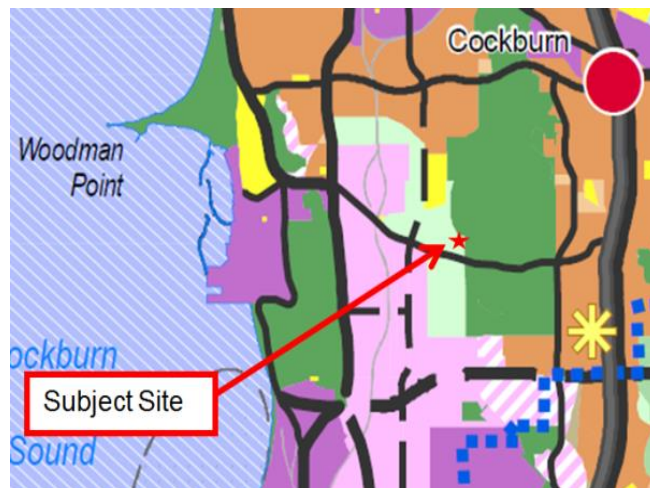 Cockburn
Woodman
Point
ockburn
Subject Site
Sound